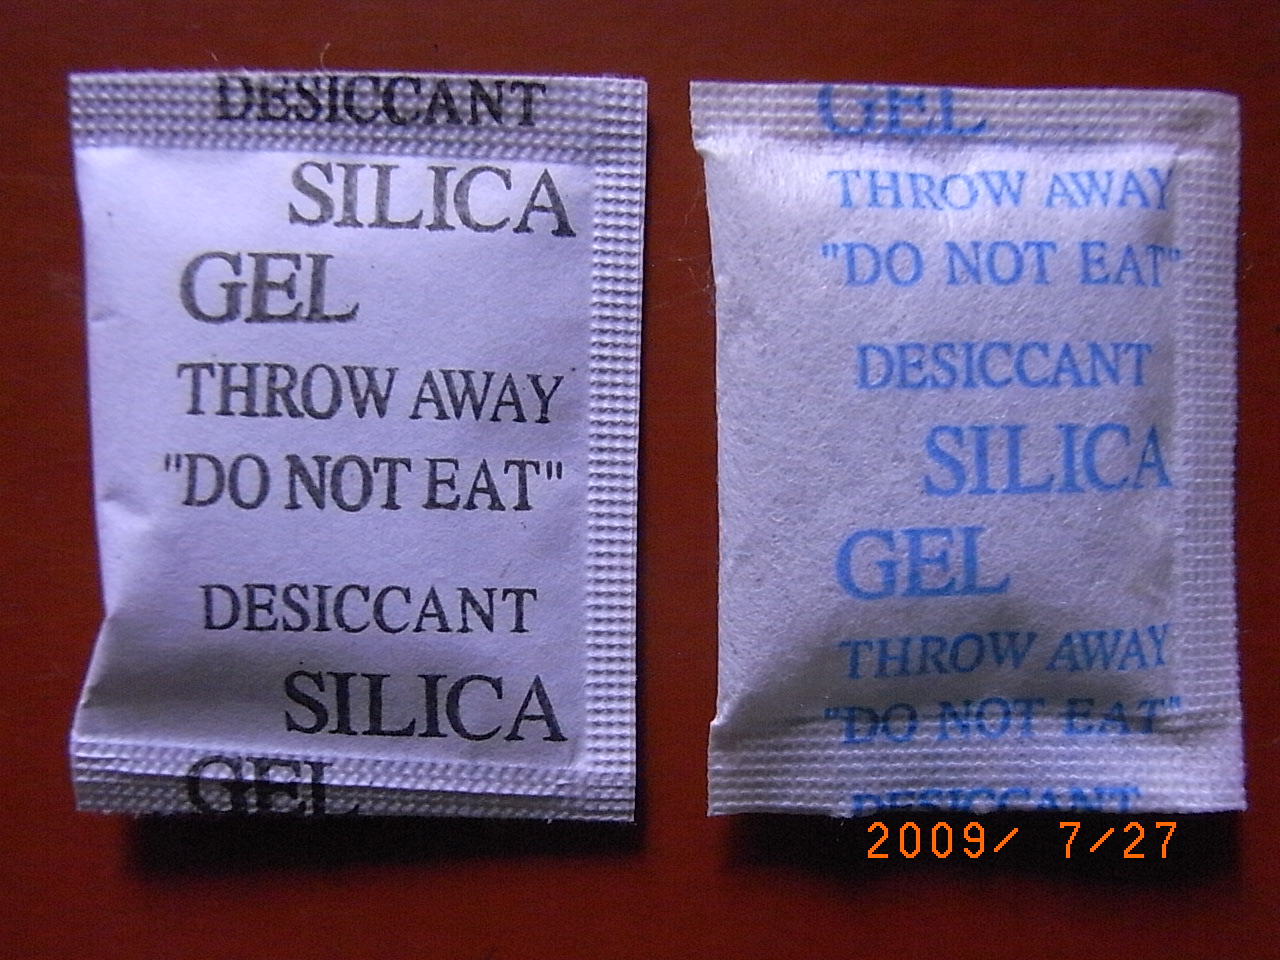 DESICCANT
SILICA
GEL
THROW AWAY
"DO NOT EAT"
DESICCANT
SILICA
GEL
GEL
THROW AWAY
"DO NOT EAT"
DESICCANT
SILICA
GEL
THROW AWAY
"DO NOT EAT"
DESICCANT
2009/ 7/27